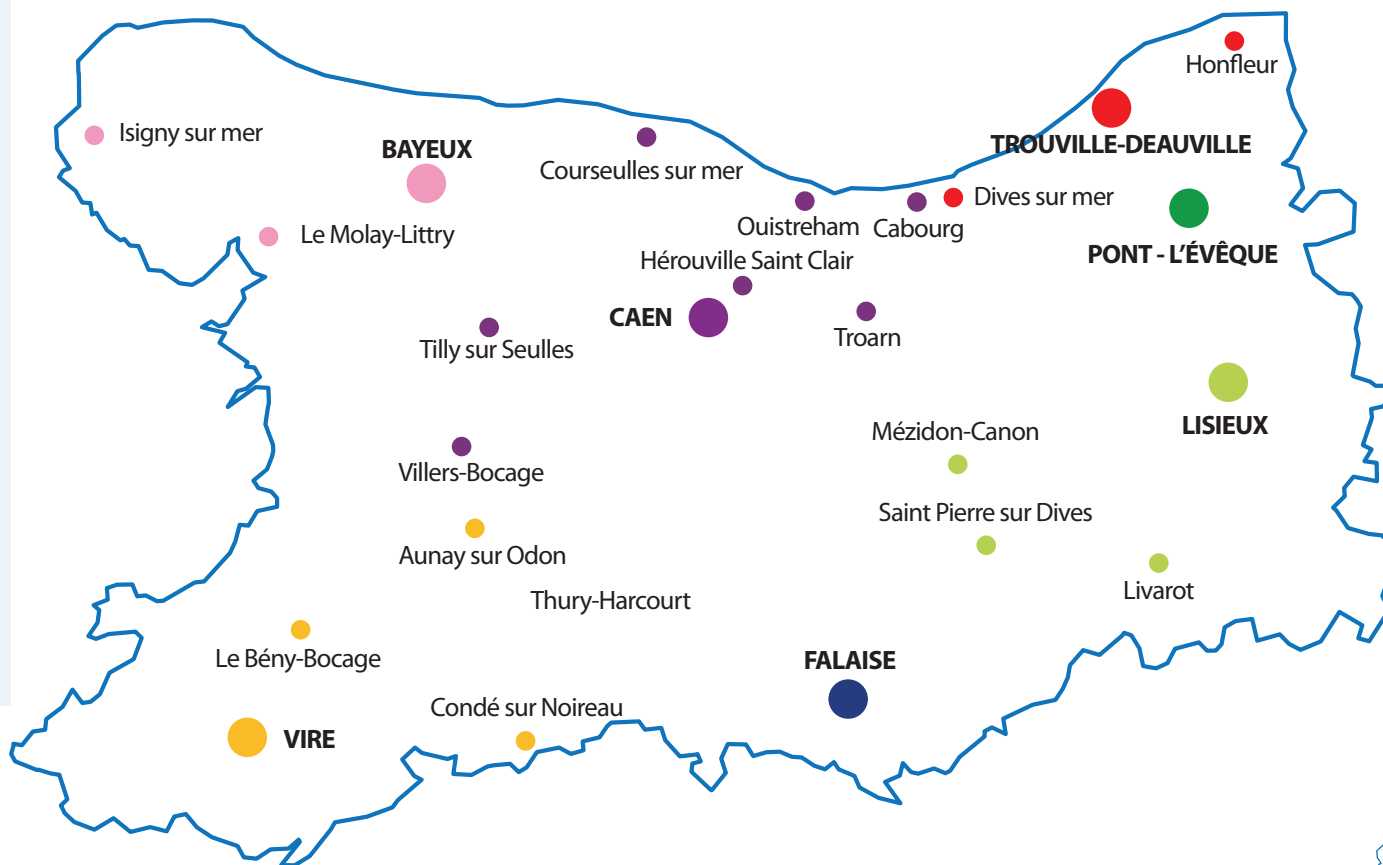 Honfleur
Isigny sur mer
BAYEUX
TROUVILLE-DEAUVILLE
Courseulles sur mer
Dives sur mer
Ouistreham
Cabourg
Le Molay-Littry
PONT - L'ÉVÊQUE
Hérouville Saint Clair
CAEN
Troarn
Tilly sur Seulles
LISIEUX
Mézidon-Canon
Villers-Bocage
Saint Pierre sur Dives
Aunay sur Odon
Livarot
Thury-Harcourt
Le Bény-Bocage
FALAISE
Condé sur Noireau
VIRE